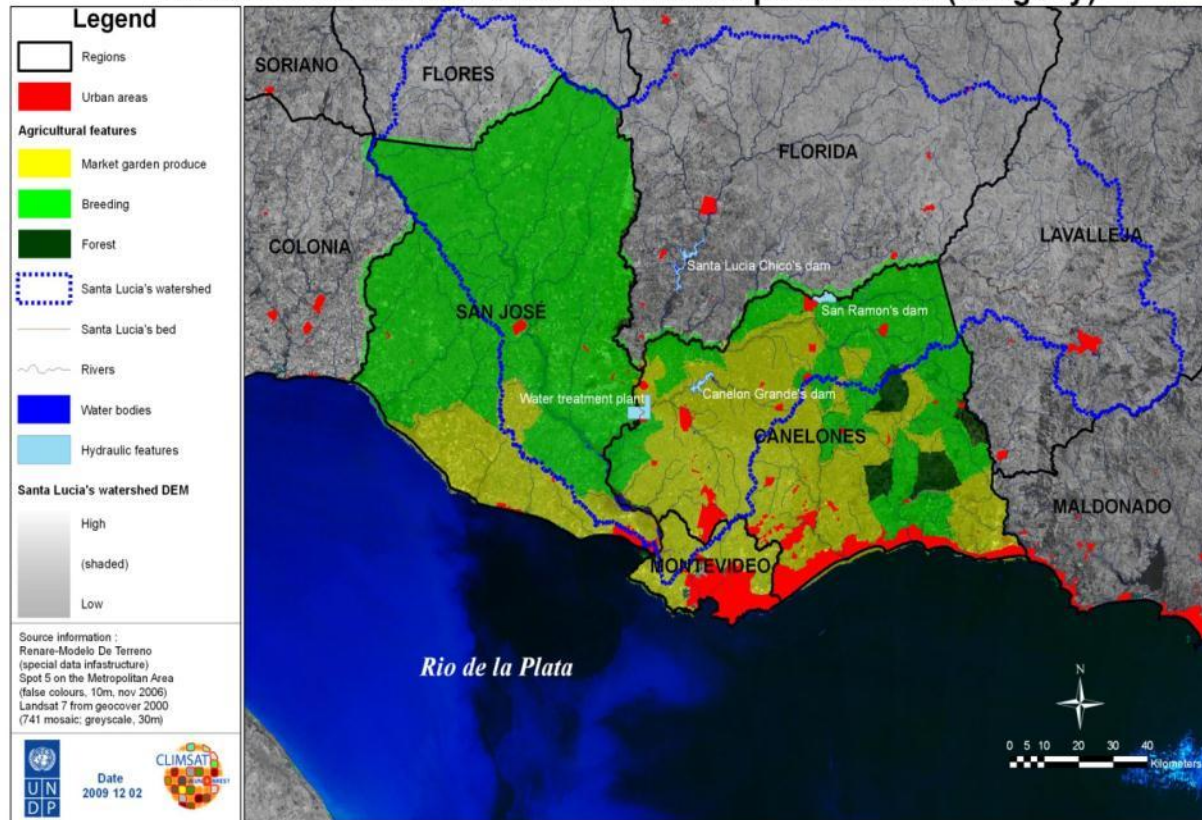 Legend
Regions
Urban areas
Agricultural features
Market garden produce
Breeding
Forest
Santa Lucia's watershed
Santa Lucia's bed
Rivers
Water bodies
Hydraulic features
Santa Lucia's watershed DEM
High
(shaded)
Low
Source information :
Renare-Modelo De Terreno
(special data infastructure)
Spot 5 on the Metropolitan Area
(false colours, 10m, nov 2006)
Landsat 7 from geocover 2000
(741 mosaic; greyscale, 30m)
U N
D P
Date
2009 12 02
CLIMSAT
SORIANO
FLORES
FLORIDA
COLONIA
LAVALLEJA
Santa Lucia Chico's dam
SAN JOSÉ
San Ramon's dam
Water treatment plant
Canelon Grande's dam
CANELONES
MALDONADO
MONTEVIDEO
Rio de la Plata
N
0 5 10 20 30 40
Kilometers